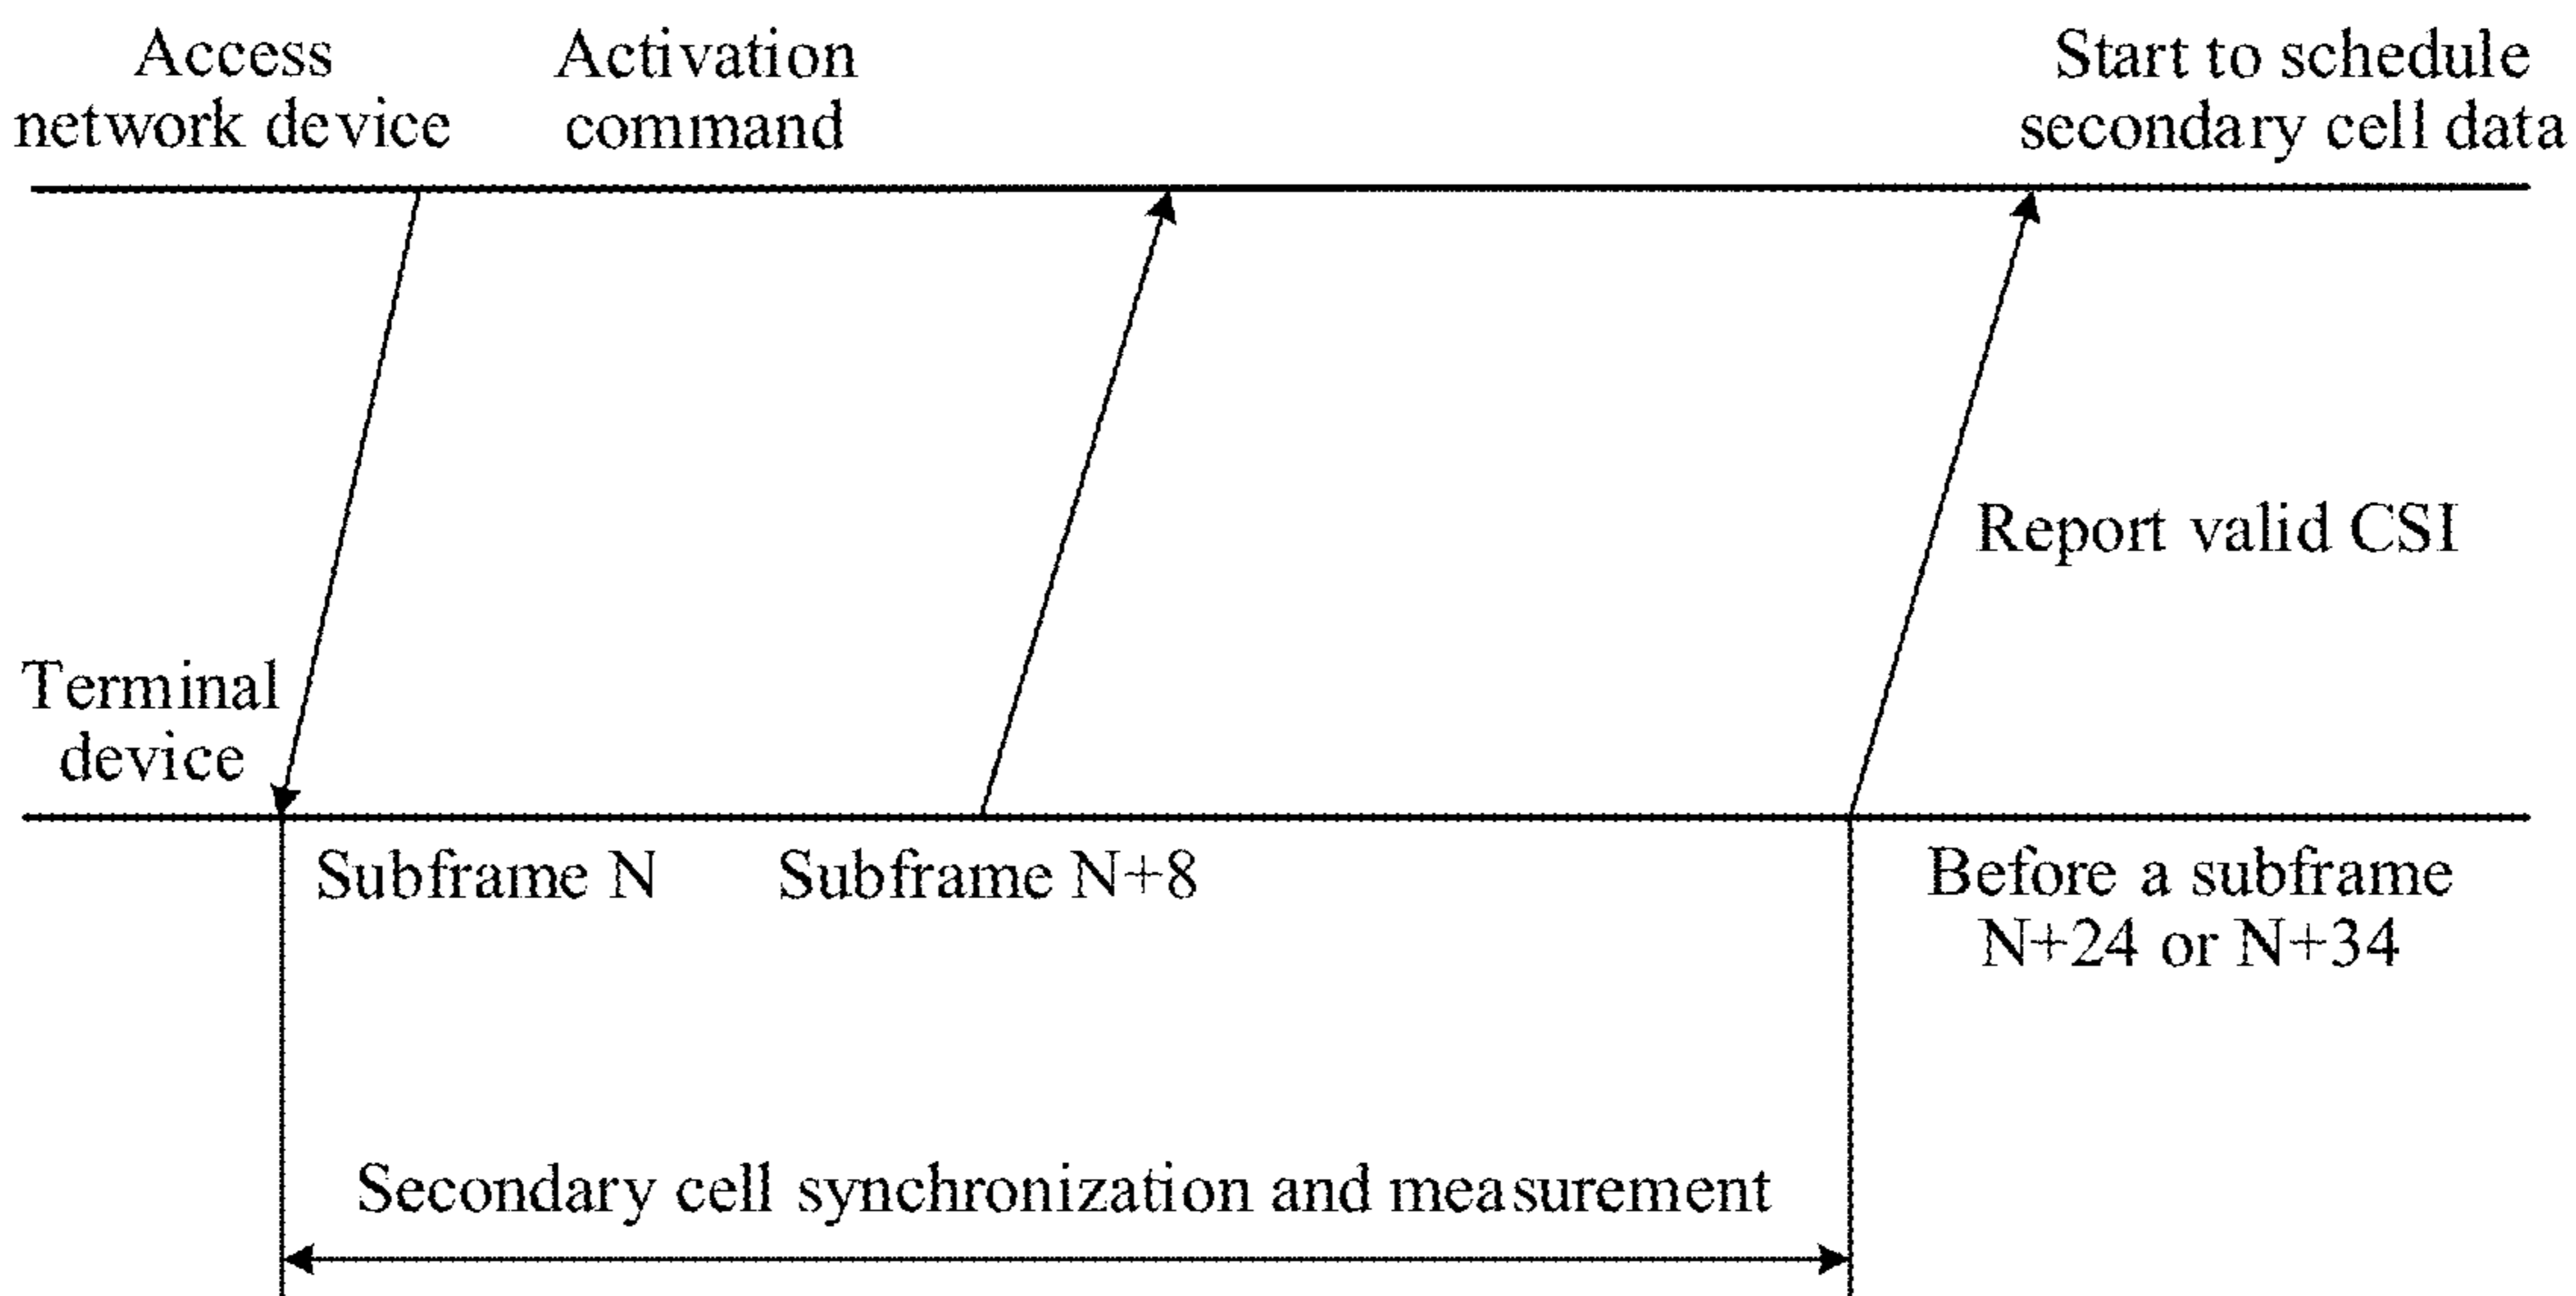 Access
network device
Activation
command
Start to schedule
secondary cell data
Report valid CSI
Terminal
device
Subframe N
Subframe N+8
Before a subframe
N+24 or N+34
Secondary cell synchronization and measurement